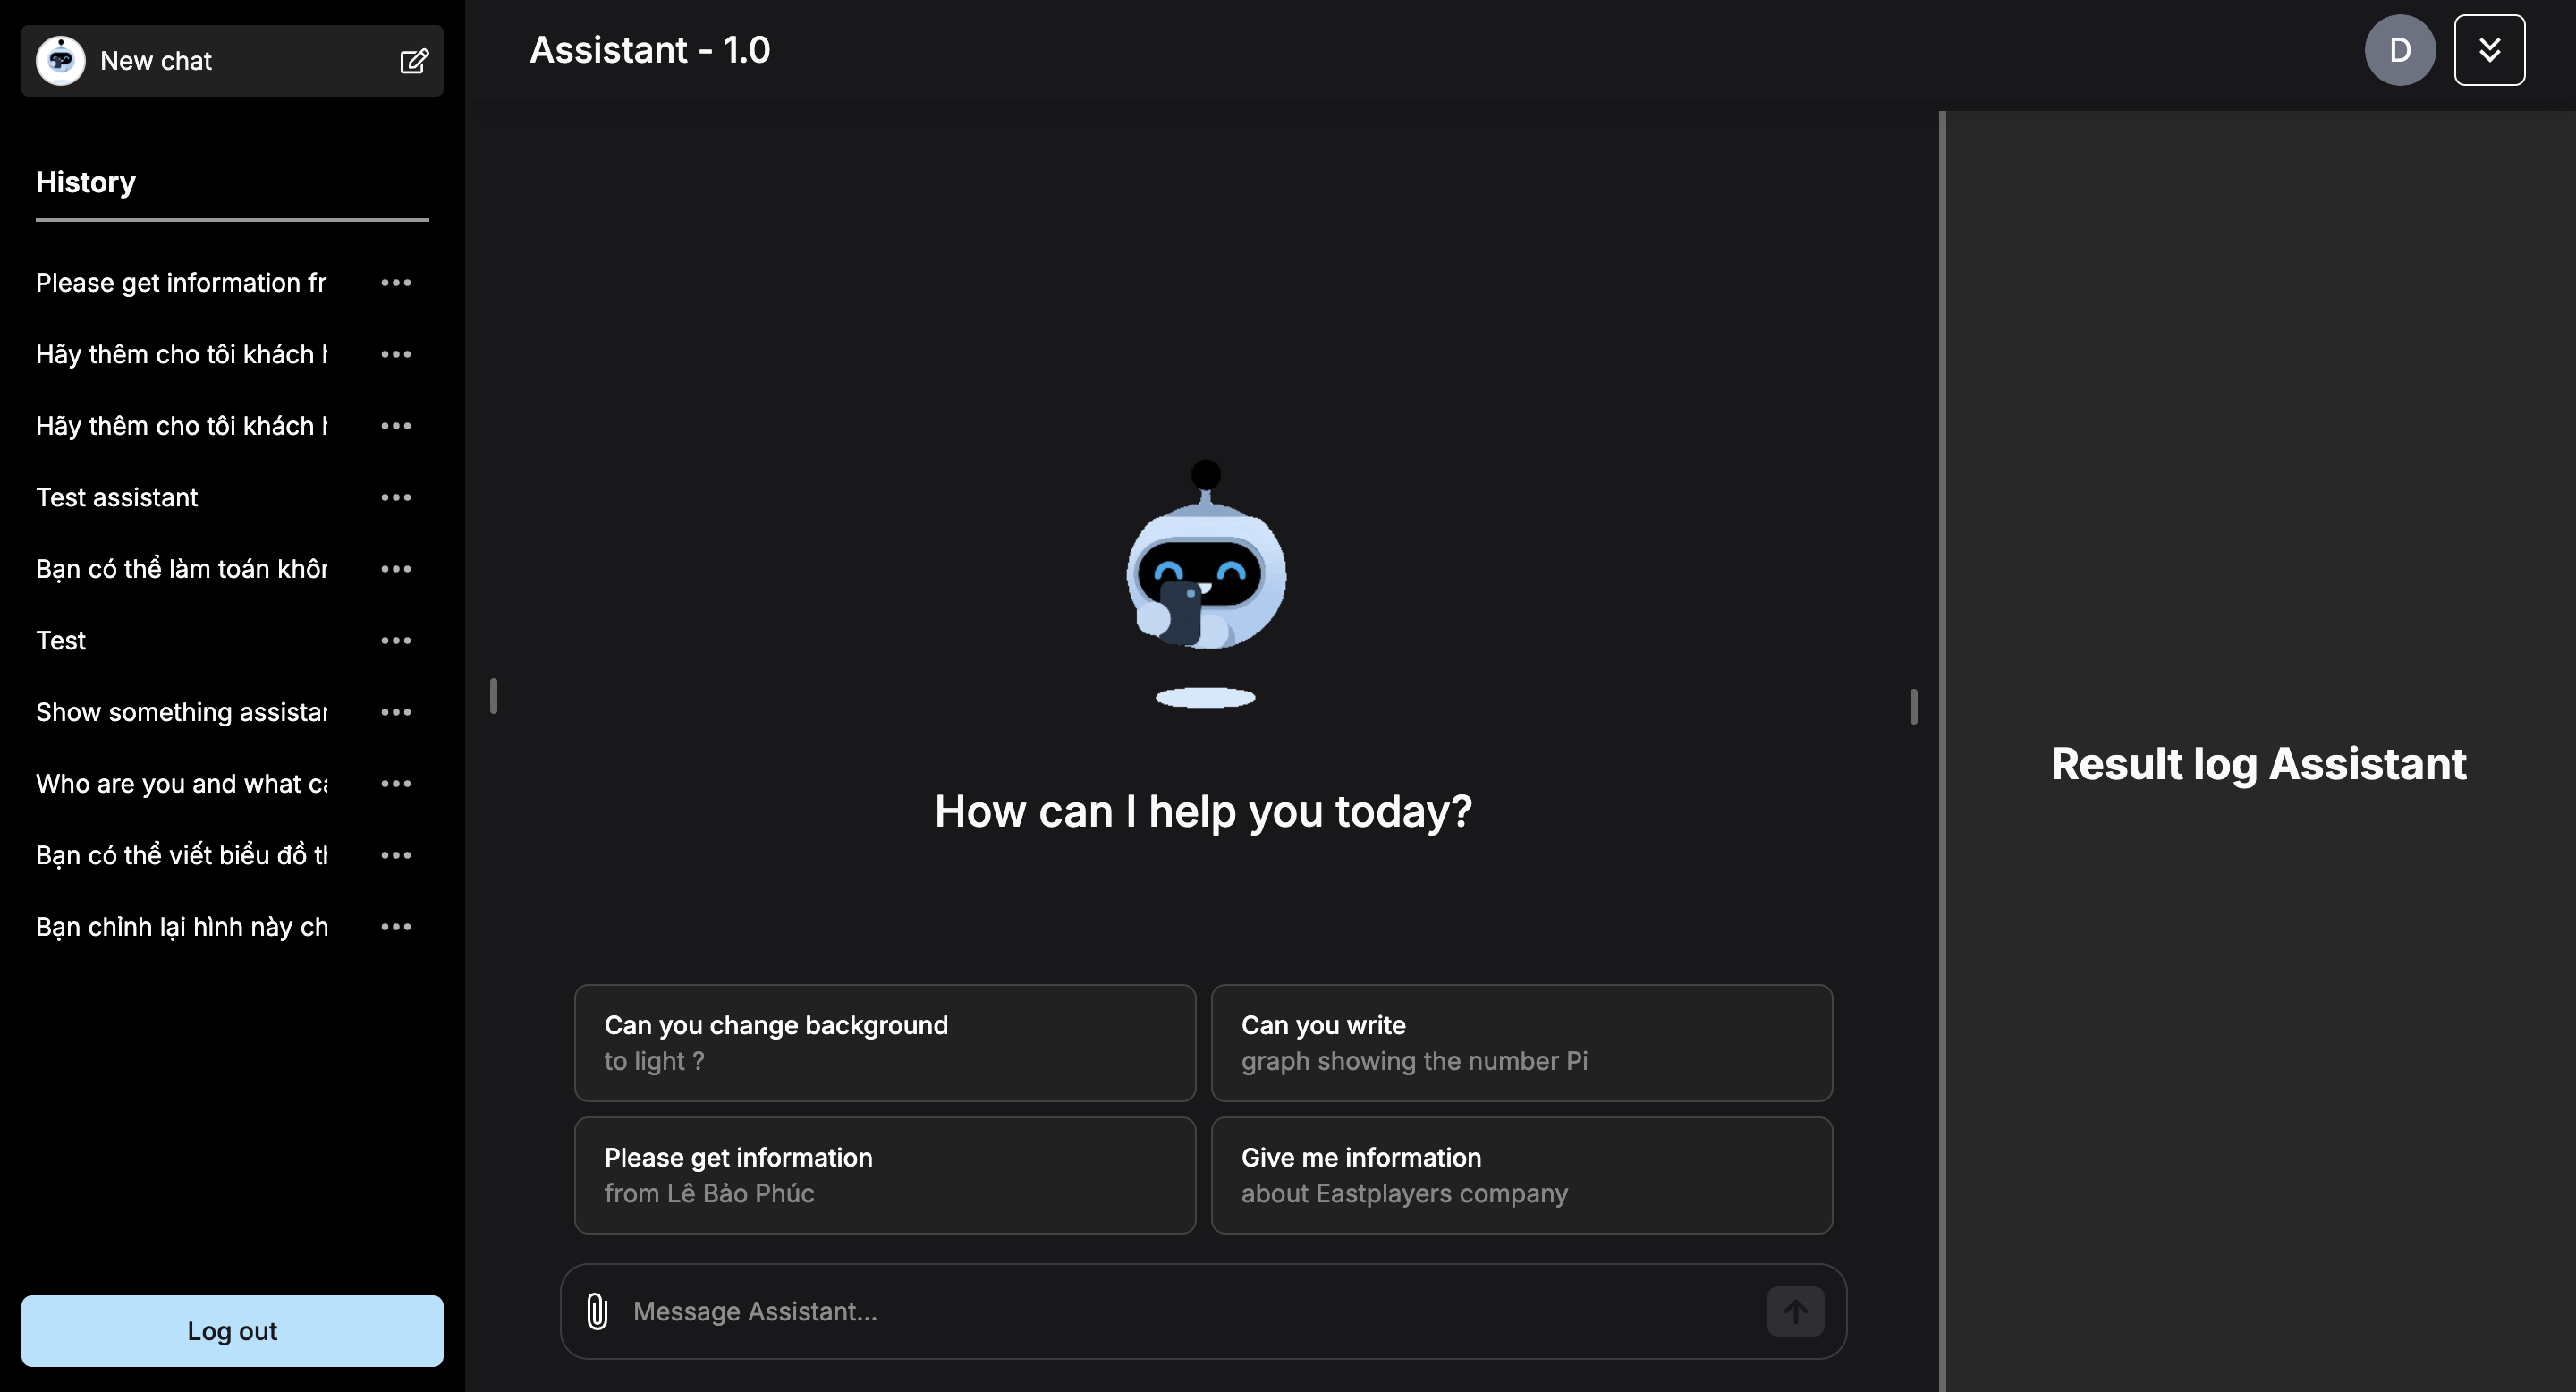 New chat
History
Please get information fr
Hãy thêm cho tôi khách
Hãy thêm cho tôi khách
Test assistant
Bạn có thể làm toán
Test
Show something
Who are you and what
Bạn có thể viết biểu đồ
Bạn chỉnh lại hình này ch
Log out
Assistant - 1.0
D
How can I help you today?
Can you change background
to light ?
Can you write
graph showing the number Pi
Please get information
from Lê Bảo Phúc
Give me information
about Eastplayers company
Message Assistant...
Result log Assistant